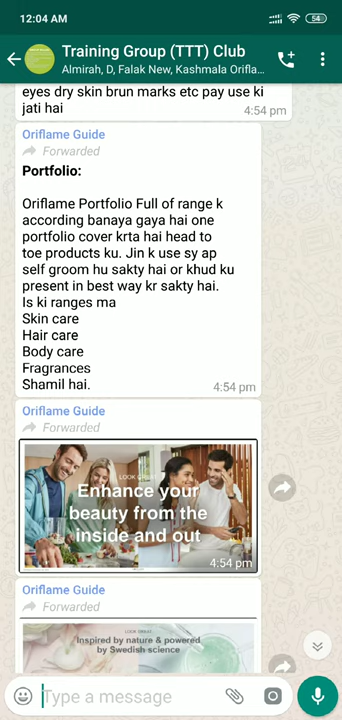 12:04 AM
54
Training Group (TTT) Club
Almirah, D, Falak New, Kashmala Orifla...
eyes dry skin brun marks etc pay use ki
jati hai
4:54 pm
Oriflame Guide
Forwarded
Portfolio:
Oriflame Portfolio Full of range k
according banaya gaya hai one
portfolio cover krta hai head to
toe products ku. Jin k use sy ap
self groom hu sakty hai or khud ku
present in best way kr sakty hai.
Is ki ranges ma
Skin care
Hair care
Body care
Fragrances
Shamil hai.
4:54 pm
Oriflame Guide
Forwarded
LOOK GREAT
Enhance your
beauty from the
inside and out
4:54 pm
Oriflame Guide
Forwarded
LOOK GREAT
Inspired by nature & powered
by Swedish science
Type a message